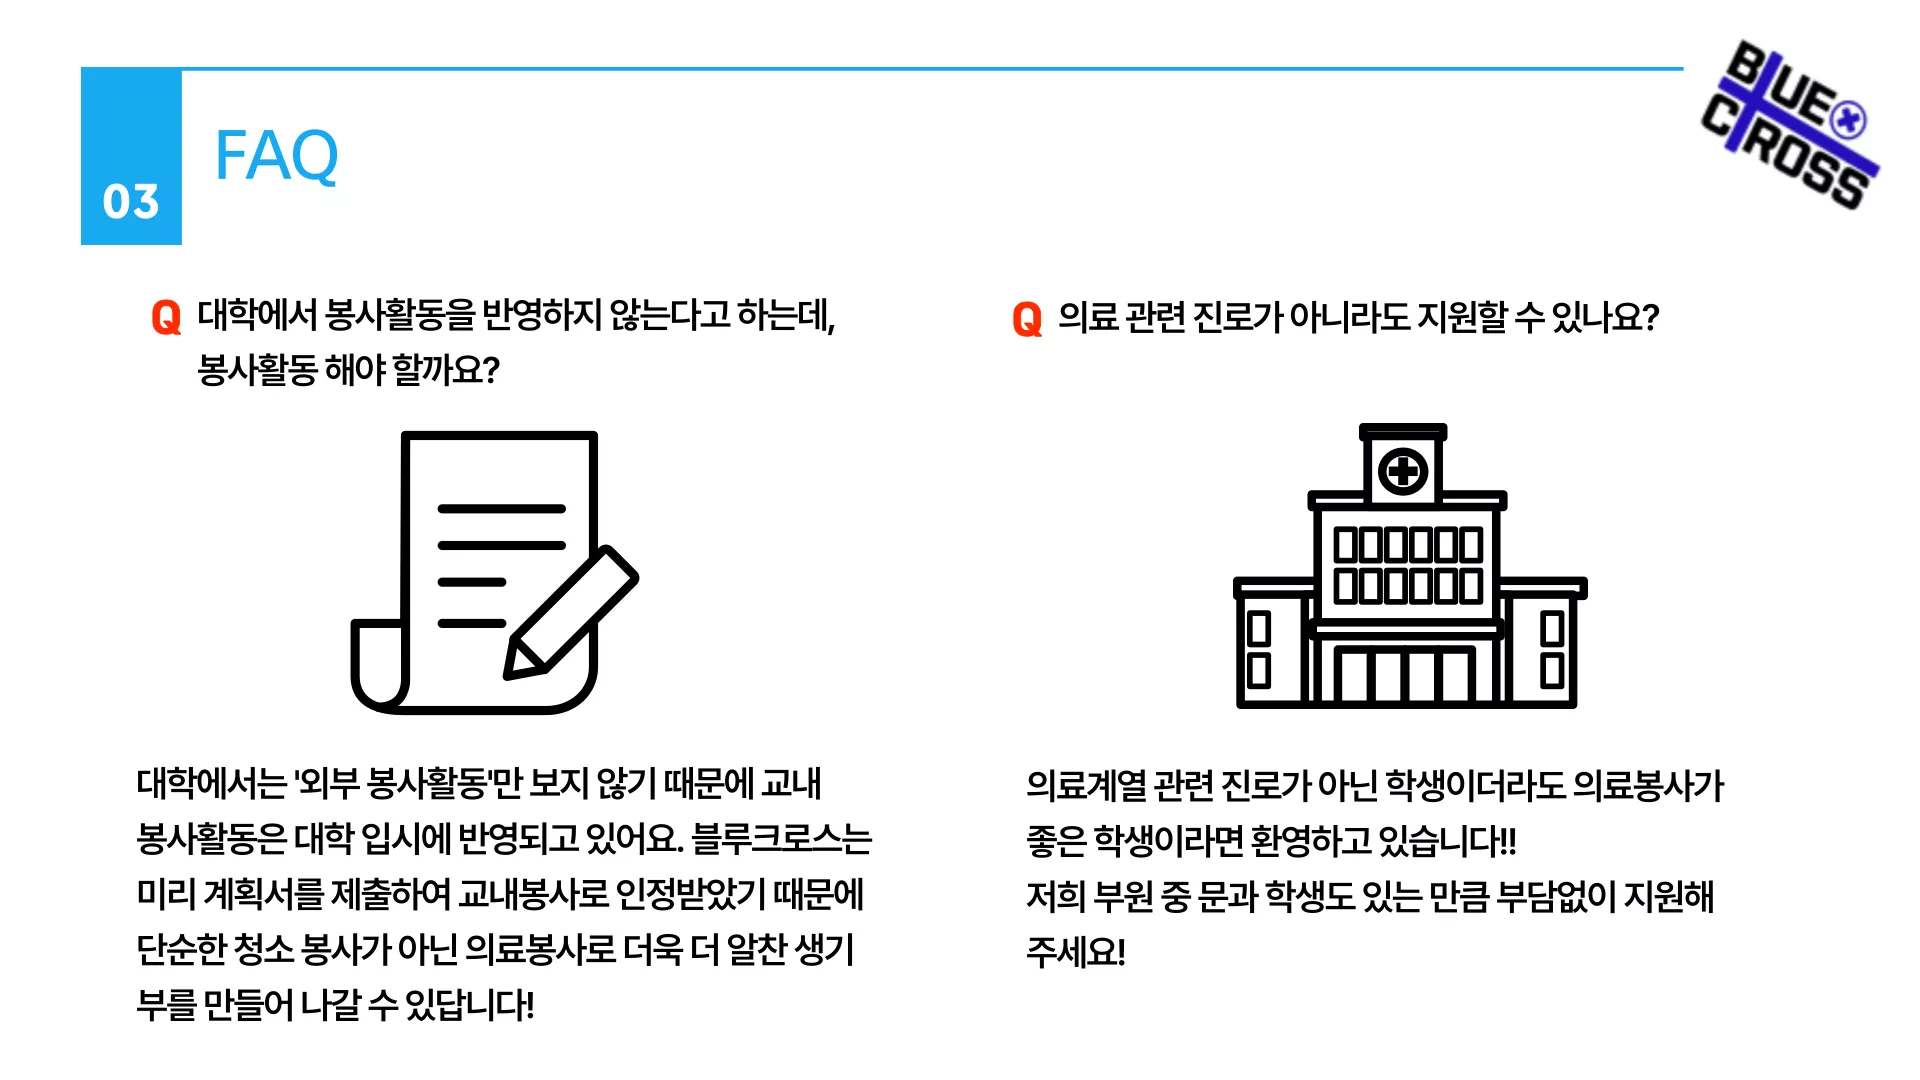 BLUE
CROSS
03
FAQ
Q 대학에서 봉사활동을 반영하지 않는다고 하는데,
봉사활동 해야 할까요?
대학에서는 '외부 봉사활동'만 보지 않기 때문에 교내
봉사활동은 대학 입시에 반영되고 있어요. 블루크로스는
미리 계획서를 제출하여 교내봉사로 인정받았기 때문에
단순한 청소 봉사가 아닌 의료봉사로 더욱 더 알찬 생기
부를 만들어 나갈 수 있답니다!
Q 의료 관련 진로가 아니라도 지원할 수 있나요?
의료계열 관련 진로가 아닌 학생이더라도 의료봉사가
좋은 학생이라면 환영하고 있습니다!!
저희 부원 중 문과 학생도 있는 만큼 부담없이 지원해
주세요!